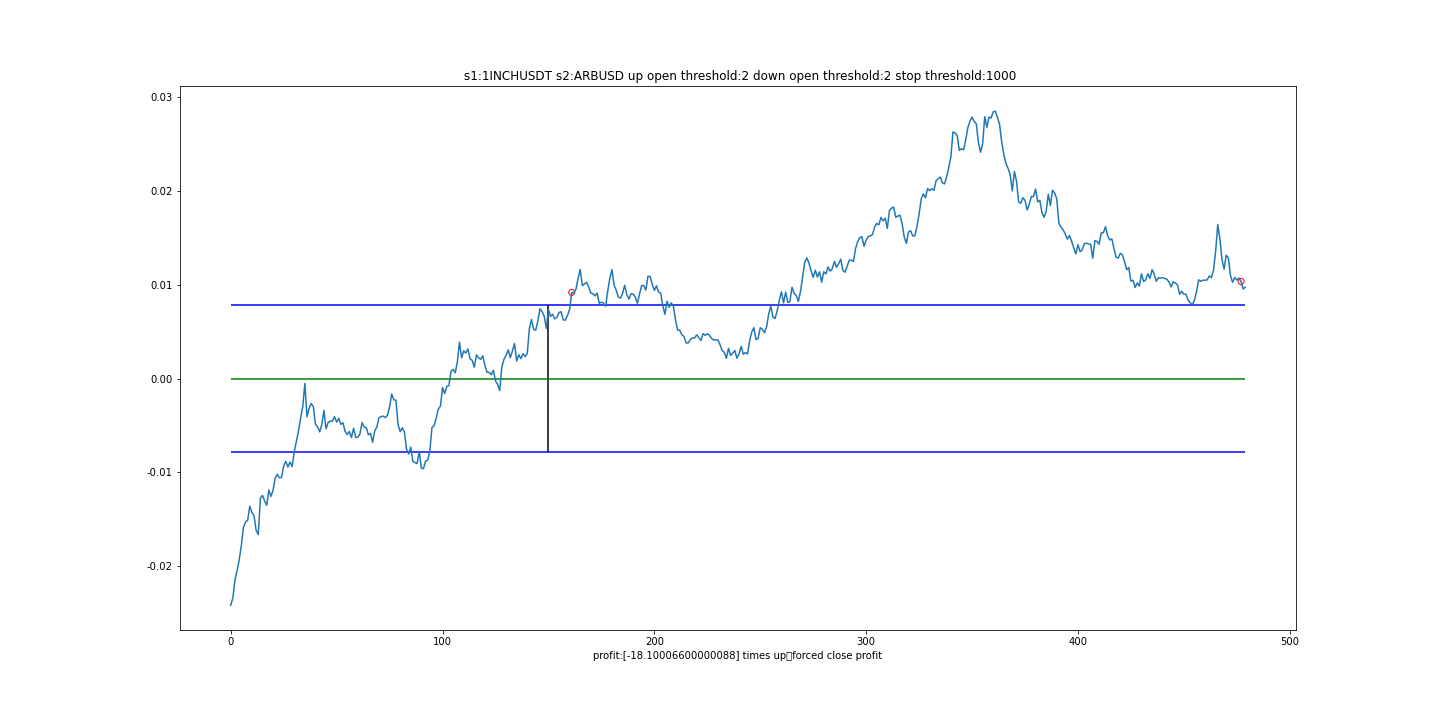 s1:1INCHUSDT s2:ARBUSD up open threshold:2 down open threshold:2 stop threshold:1000
0.03
0.02
0.01
0.00
-0.01
-0.02
0 100 200 300 400 500
profit:[-18.10006600000088] times up▯forced close profit